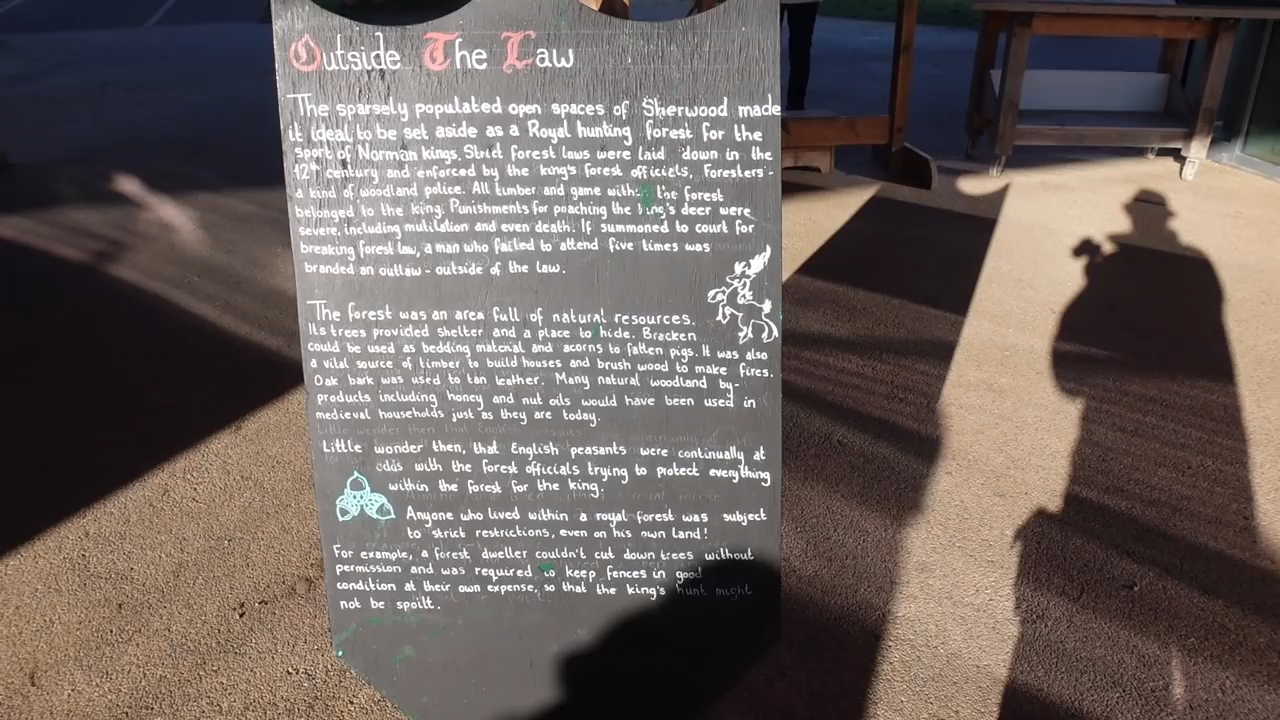 Outside The Law
The sparsely populated open spaces of Sherwood made
it ideal to be set aside as a Royal hunting forest for the
sport of Norman kings. Strict forest laws were laid down in the
12th century and enforced by the king's forest officials, Foresters -
a kind of woodland police. All timber and game within the forest
belonged to the king. Punishments for poaching the king's deer were
severe, including mutilation and even death. If summoned to court for
breaking forest law, a man who failed to attend five times was
branded an outlaw - outside of the law.
The forest was an area full of natural resources.
Its trees provided shelter and a place to hide. Bracken
could be used as bedding material and acorns to fatten pigs. It was also
a vital source of timber to build houses and brush wood to make fires.
Oak bark was used to tan leather. Many natural woodland by-
products including honey and nut oils would have been used in
medieval households just as they are today.
Little wonder then, that English peasants were continually at
odds with the forest officials trying to protect everything
within the forest for the king.
Anyone who lived within a royal forest was subject
to strict restrictions, even on his own land!
For example, a forest dweller couldn't cut down trees without
permission and was required to keep fences in good
condition at their own expense, so that the king's hunt might
not be spoilt.